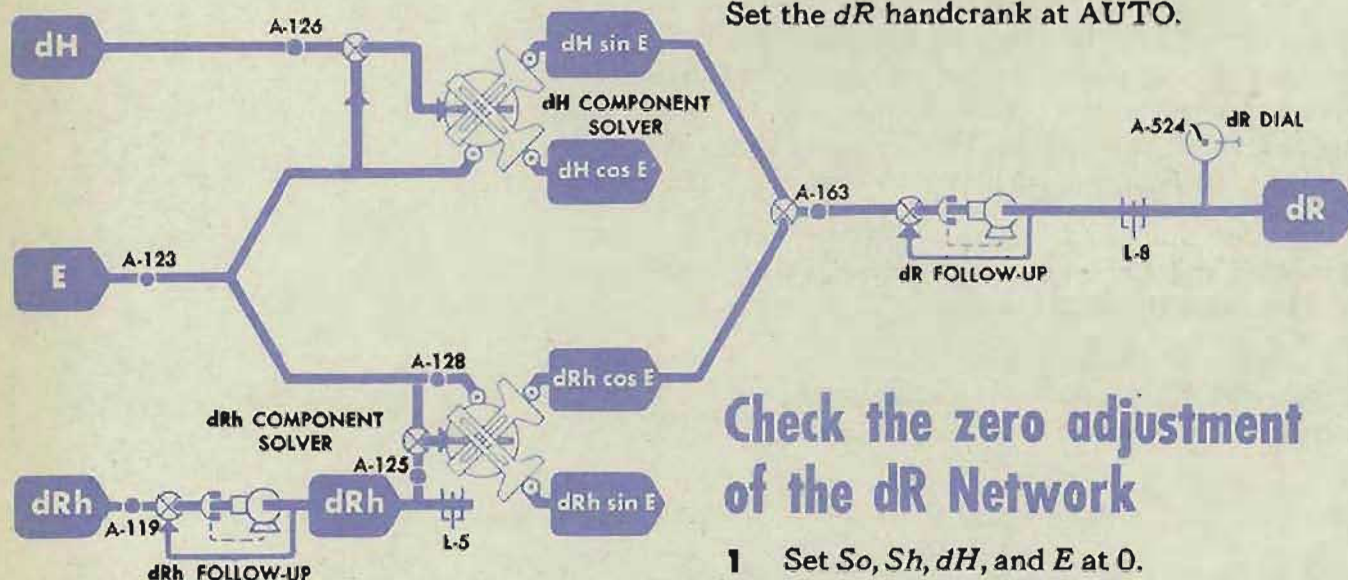 Set the dR handcrank at AUTO.
dH
A-126
dH sin E
dH COMPONENT
SOLVER
dH cos E
A-524
dR DIAL
A-163
dR
dR FOLLOW-UP
L-8
E
A-123
A-128
dRh cos E
dRh COMPONENT
SOLVER
A-125
dRh
A-119
dRh
L-5
dRh sin E
dRh FOLLOW-UP
Check the zero adjustment
of the dR Network
1 Set So, Sh, dH, and E at 0.